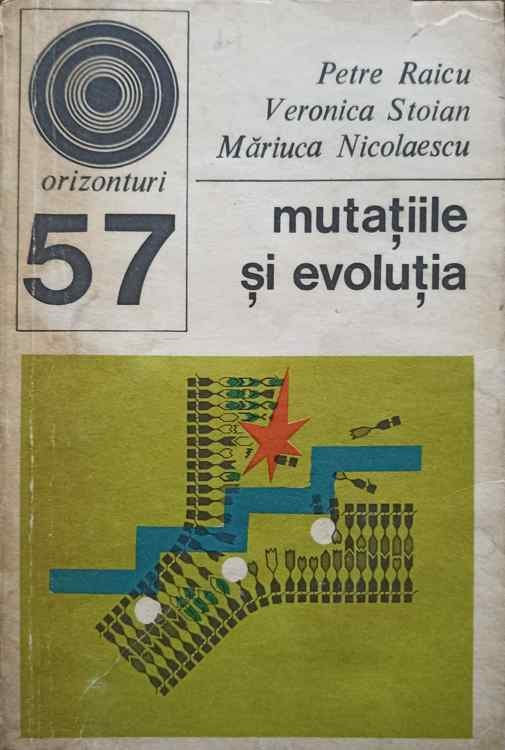 Petre Raicu
Veronica Stoian
Măriuca Nicolaescu
orizonturi
57
mutațiile
și evoluția